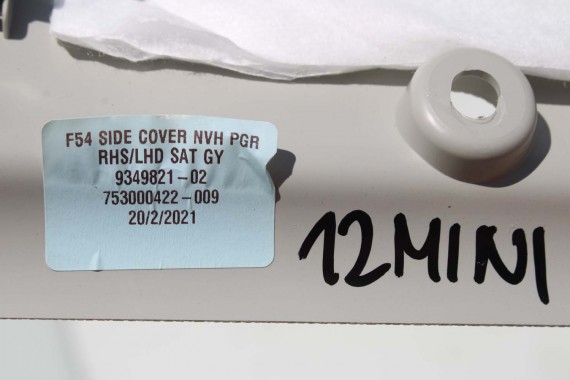 F54 SIDE COVER NVH PGR
RHS/LHD SAT GY
9349821-02
753000422-009
20/2/2021
12MINI